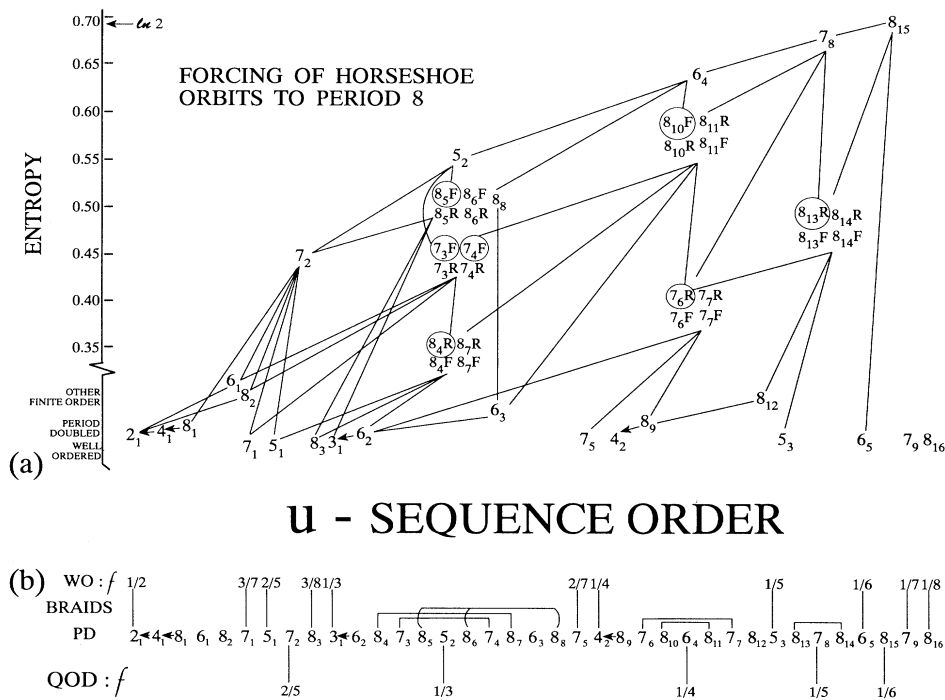 0.70 ln 2
8₁₅
7₈
0.65
FORCING OF HORSESHOE
6₄
ORBITS TO PERIOD 8
0.60
8₁₀F 8₁₁R
8₁₀R 8₁₁F
0.55
5₂
ENTROPY
8₅F 8₆F 8₈
0.50
8₅R 8₆R
8₁₃R 8₁₄R
8₁₃F 8₁₄F
0.45
7₂
7₃F 7₄F
7₃R 7₄R
0.40
7₆R 7₇R
7₆F 7₇F
0.35
8₄R 8₇R
8₄F 8₇F
OTHER
FINITE ORDER
6₁
8₂
8₁₂
6₃
PERIOD
DOUBLED
2₁ 4₁ 8₁
8₉
WELL
ORDERED
7₁ 5₁ 8₃ 3₁ 6₂ 7₅ 4₂ 5₃ 6₅ 7₉ 8₁₆
(a)
u - SEQUENCE ORDER
(b)
WO : f 1/2 3/7 2/5 3/8 1/3 2/7 1/4 1/5 1/6 1/7 1/8
BRAIDS
PD 2₁ 4₁ 8₁ 6₁ 8₂ 7₁ 5₁ 7₂ 8₃ 3₁ 6₂ 8₄ 7₃ 8₅ 5₂ 8₆ 7₄ 8₇ 6₃ 8₈ 7₅ 4₂ 8₉ 7₆ 8₁₀ 6₄ 8₁₁ 7₇ 8₁₂ 5₃ 8₁₃ 7₈ 8₁₄ 6₅ 8₁₅ 7₉ 8₁₆
QOD : f 2/5 1/3 1/4 1/5 1/6